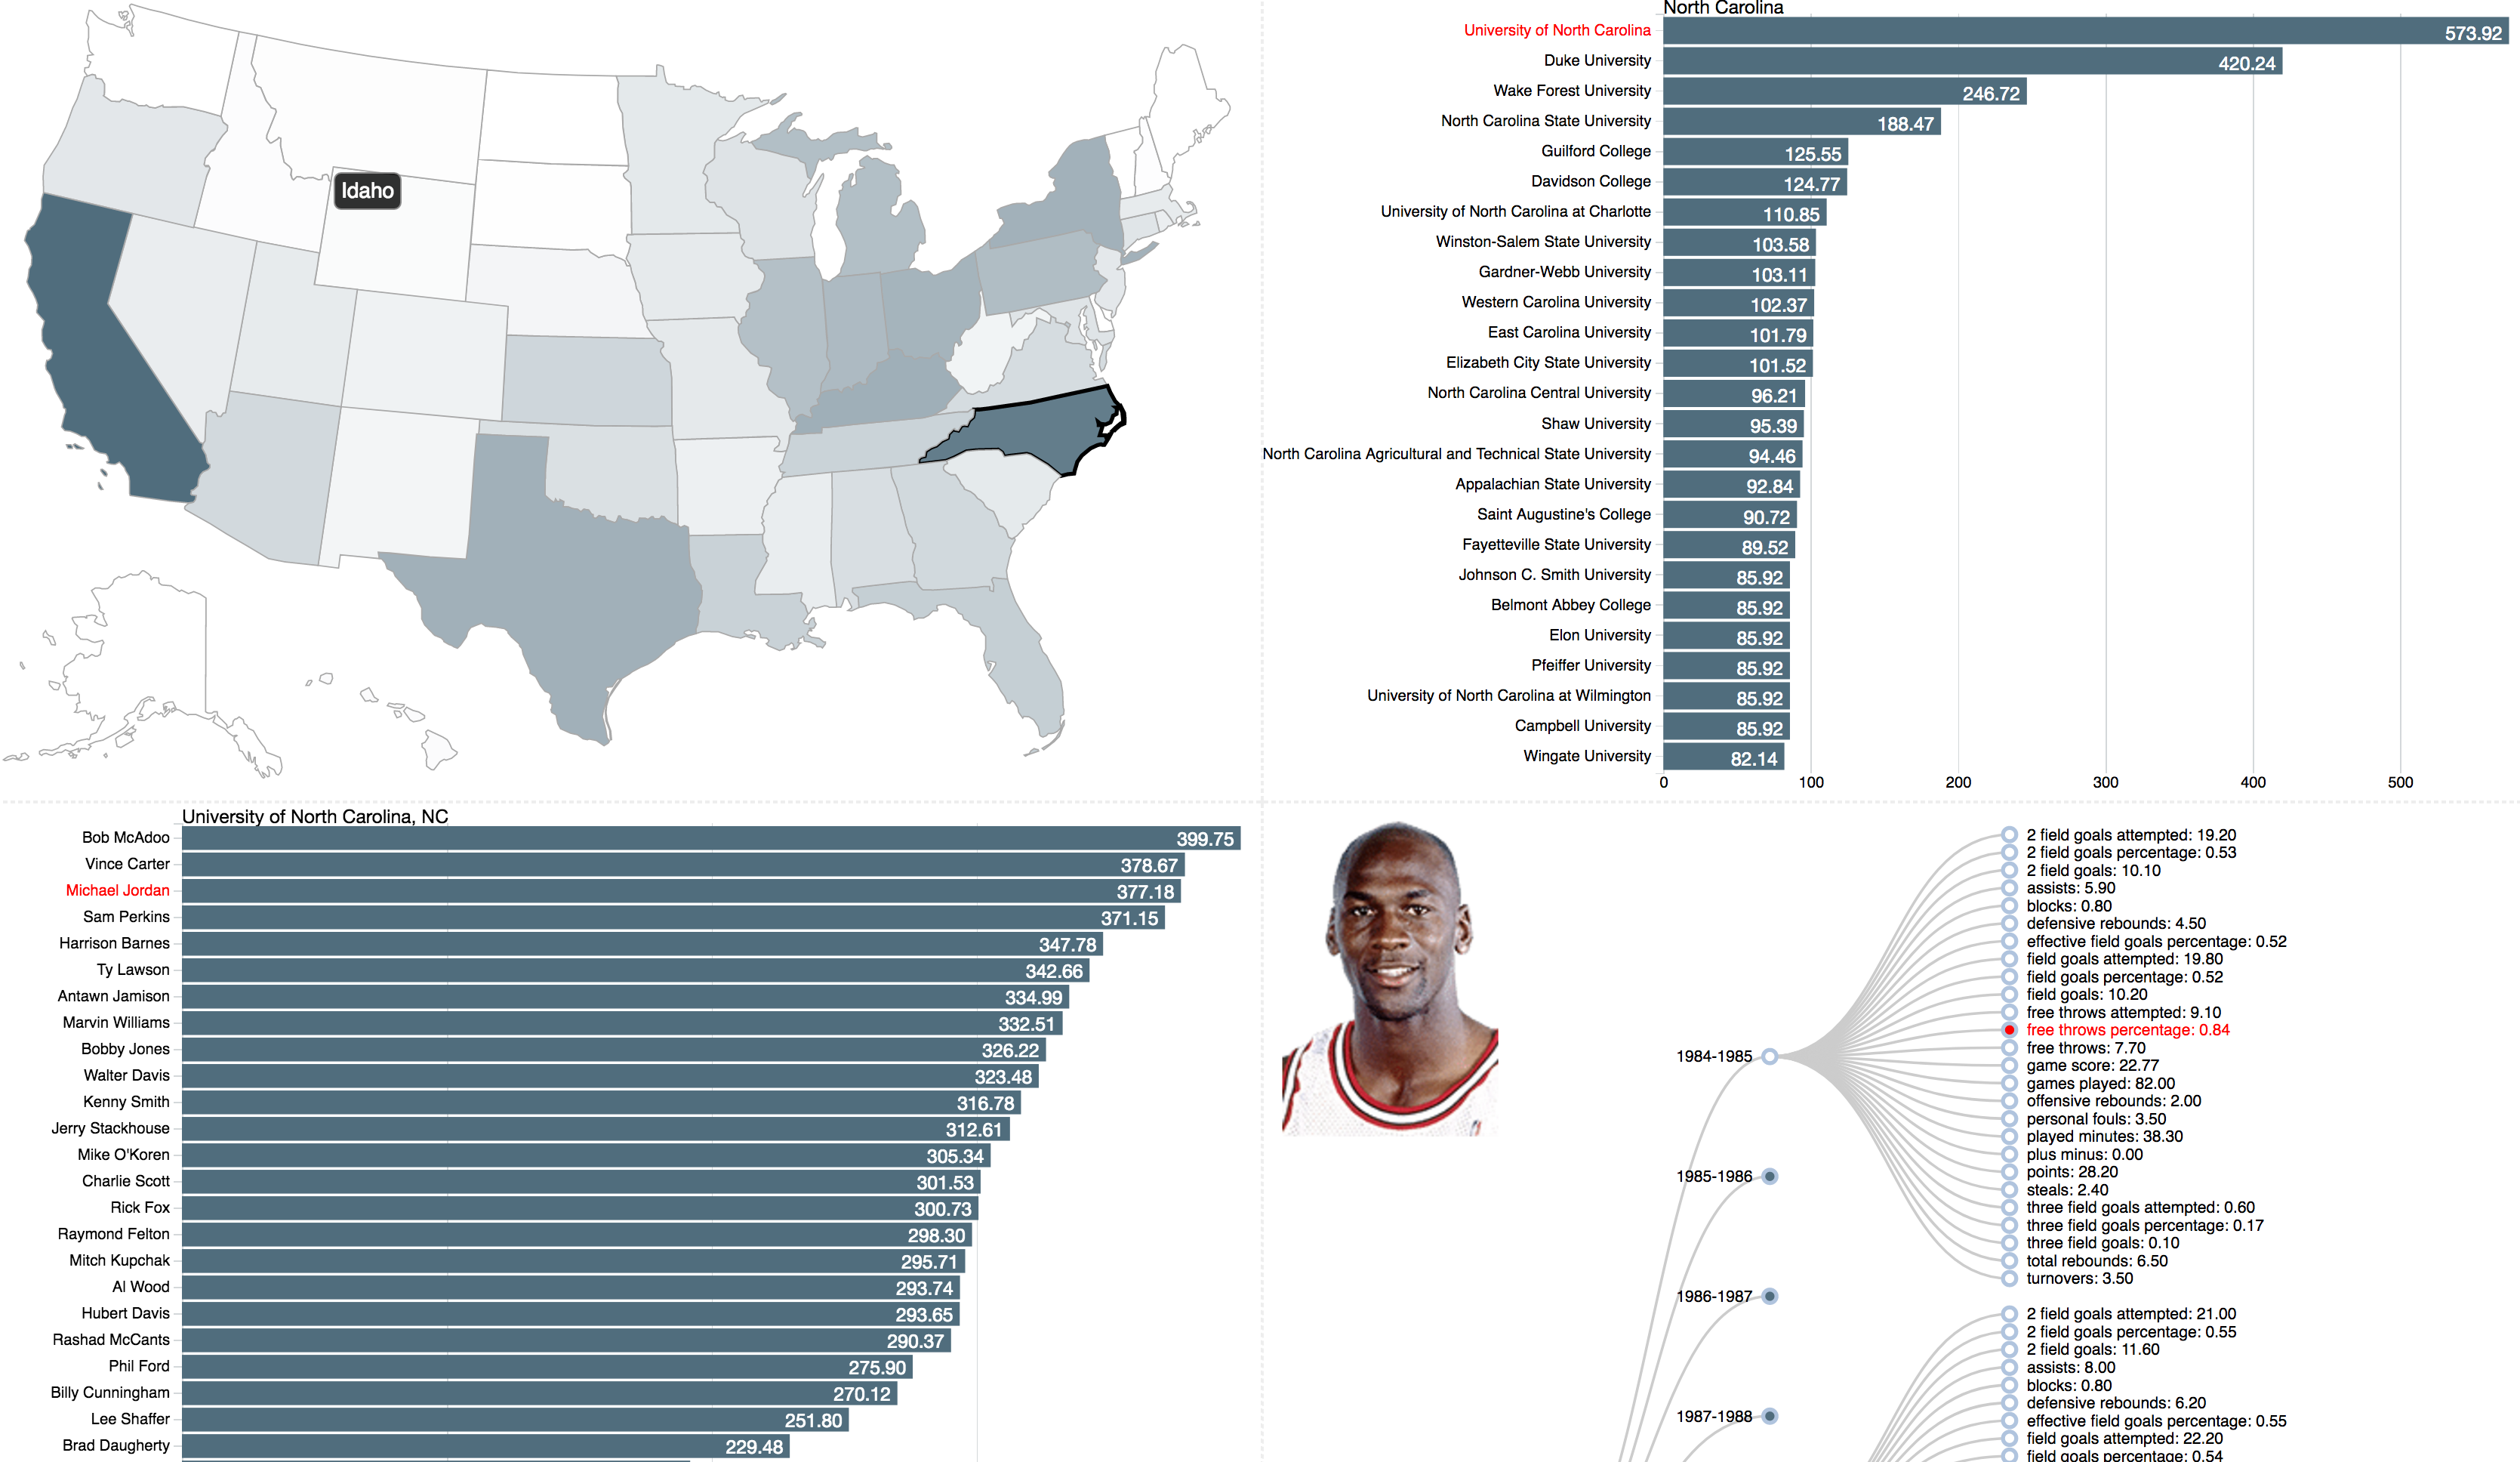 Idaho
North Carolina
University of North Carolina 573.92
Duke University 420.24
Wake Forest University 246.72
North Carolina State University 188.47
Guilford College 125.55
Davidson College 124.77
University of North Carolina at Charlotte 110.85
Winston-Salem State University 103.58
Gardner-Webb University 103.11
Western Carolina University 102.37
East Carolina University 101.79
Elizabeth City State University 101.52
North Carolina Central University 96.21
Shaw University 95.39
North Carolina Agricultural and Technical State University 94.46
Appalachian State University 92.84
Saint Augustine's College 90.72
Fayetteville State University 89.52
Johnson C. Smith University 85.92
Belmont Abbey College 85.92
Elon University 85.92
Pfeiffer University 85.92
University of North Carolina at Wilmington 85.92
Campbell University 85.92
Wingate University 82.14
0 100 200 300 400 500
University of North Carolina, NC
Bob McAdoo 399.75
Vince Carter 378.67
Michael Jordan 377.18
Sam Perkins 371.15
Harrison Barnes 347.78
Ty Lawson 342.66
Antawn Jamison 334.99
Marvin Williams 332.51
Bobby Jones 326.22
Walter Davis 323.48
Kenny Smith 316.78
Jerry Stackhouse 312.61
Mike O'Koren 305.34
Charlie Scott 301.53
Rick Fox 300.73
Raymond Felton 298.30
Mitch Kupchak 295.71
Al Wood 293.74
Hubert Davis 293.65
Rashad McCants 290.37
Phil Ford 275.90
Billy Cunningham 270.12
Lee Shaffer 251.80
Brad Daugherty 229.48
1984-1985
1985-1986
1986-1987
1987-1988
2 field goals attempted: 19.20
2 field goals percentage: 0.53
2 field goals: 10.10
assists: 5.90
blocks: 0.80
defensive rebounds: 4.50
effective field goals percentage: 0.52
field goals attempted: 19.80
field goals percentage: 0.52
field goals: 10.20
free throws attempted: 9.10
free throws percentage: 0.84
free throws: 7.70
game score: 22.77
games played: 82.00
offensive rebounds: 2.00
personal fouls: 3.50
played minutes: 38.30
plus minus: 0.00
points: 28.20
steals: 2.40
three field goals attempted: 0.60
three field goals percentage: 0.17
three field goals: 0.10
total rebounds: 6.50
turnovers: 3.50
2 field goals attempted: 21.00
2 field goals percentage: 0.55
2 field goals: 11.60
assists: 8.00
blocks: 0.80
defensive rebounds: 6.20
effective field goals percentage: 0.55
field goals attempted: 22.20
field goals percentage: 0.54